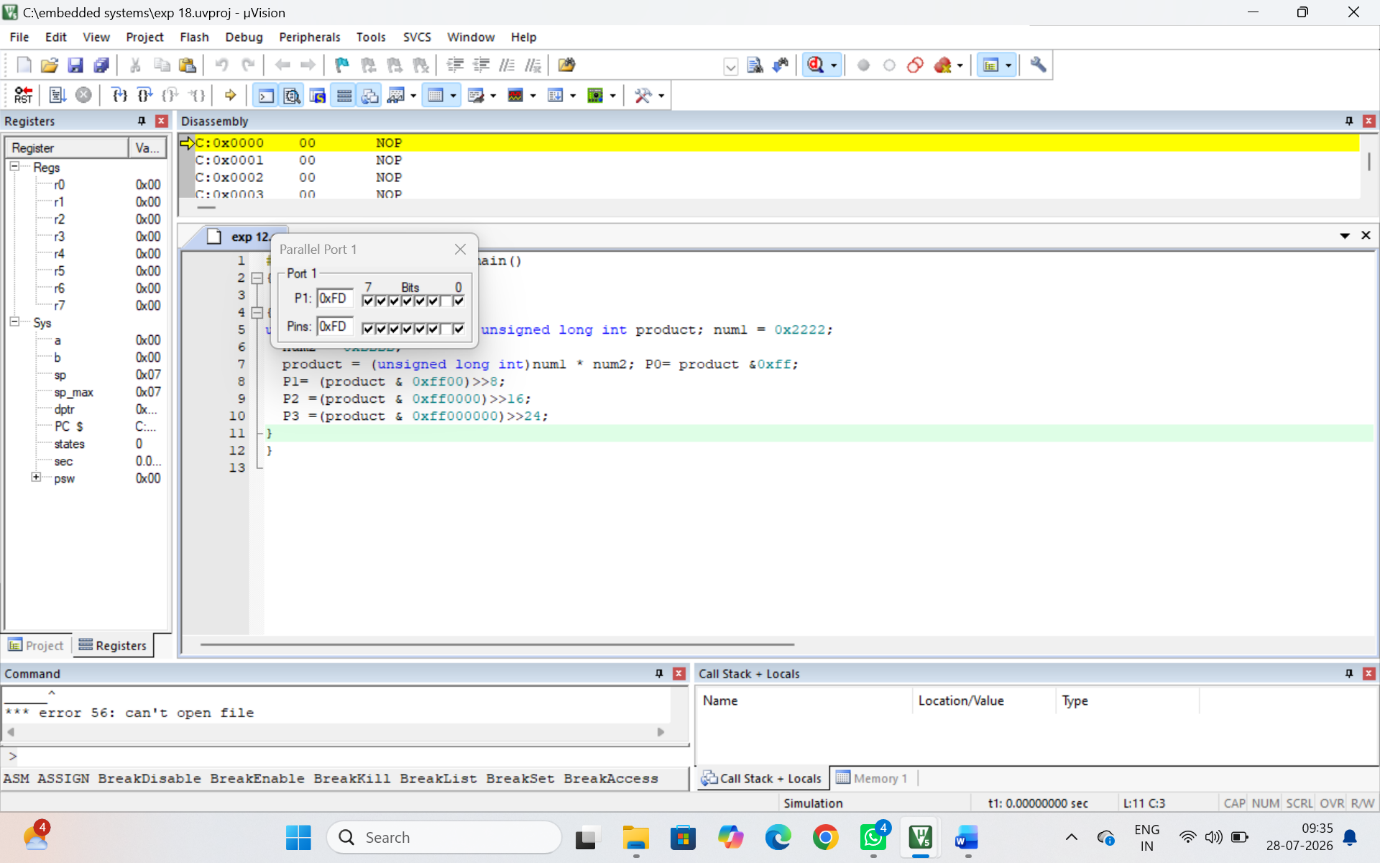 C:\embedded systems\exp 18.uvproj - µVision
File Edit View Project Flash Debug Peripherals Tools SVCS Window Help
RST
Registers
Disassembly
Register Va...
Regs
r0 0x00
r1 0x00
r2 0x00
r3 0x00
r4 0x00
r5 0x00
r6 0x00
r7 0x00
Sys
a 0x00
b 0x00
sp 0x07
sp_max 0x07
dptr 0x...
PC $ C:...
states 0
sec 0.0...
psw 0x00
Project Registers
C:0x0000 00 NOP
C:0x0001 00 NOP
C:0x0002 00 NOP
C:0x0003 00 NOP
exp 12.
Parallel Port 1
Port 1
7 Bits 0
P1: 0xFD
Pins: 0xFD
1 ain()
2 {
3
4 {
5 unsigned long int product; num1 = 0x2222;
6
7 product = (unsigned long int)num1 * num2; P0= product &0xff;
8 P1= (product & 0xff00)>>8;
9 P2 =(product & 0xff0000)>>16;
10 P3 =(product & 0xff000000)>>24;
11 }
12 }
13
Command
^
*** error 56: can't open file
>
ASM ASSIGN BreakDisable BreakEnable BreakKill BreakList BreakSet BreakAccess
Call Stack + Locals
Name Location/Value Type
Call Stack + Locals Memory 1
Simulation t1: 0.00000000 sec L:11 C:3 CAP NUM SCRL OVR R/W
4
Search
4
ENG
IN
09:35
28-07-2026